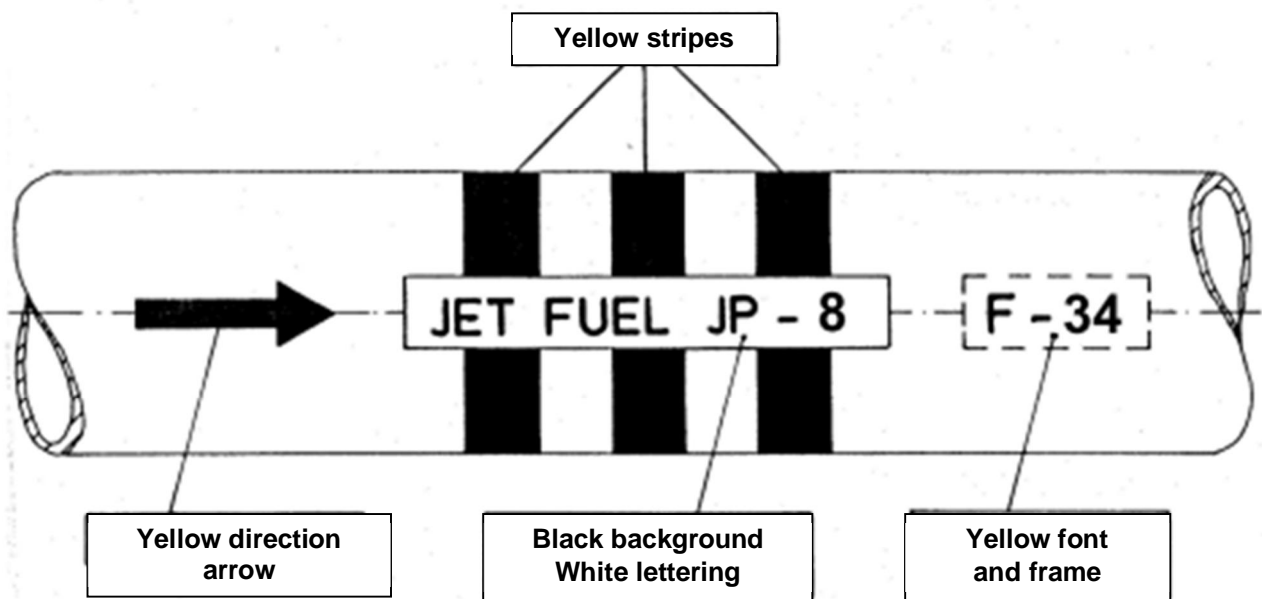 Yellow stripes
JET FUEL JP - 8
F - 34
Yellow direction
arrow
Black background
White lettering
Yellow font
and frame